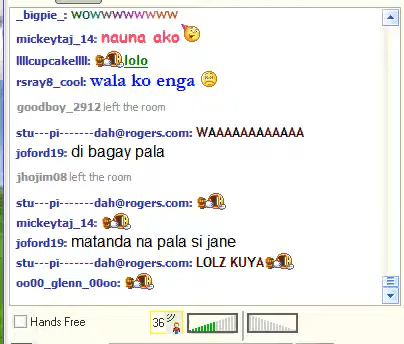 _bigpie_: wowwwwwwww
mickeytaj_14: nauna ako
llllcupcakellll: lolo
rsray8_cool: wala ko enga
goodboy_2912 left the room
stu---pi-------dah@rogers.com: WAAAAAAAAAAAA
joford19: di bagay pala
jhojim08 left the room
stu---pi-------dah@rogers.com:
mickeytaj_14:
joford19: matanda na pala si jane
stu---pi-------dah@rogers.com: LOLZ KUYA
oo00_glenn_00oo:
Hands Free
36